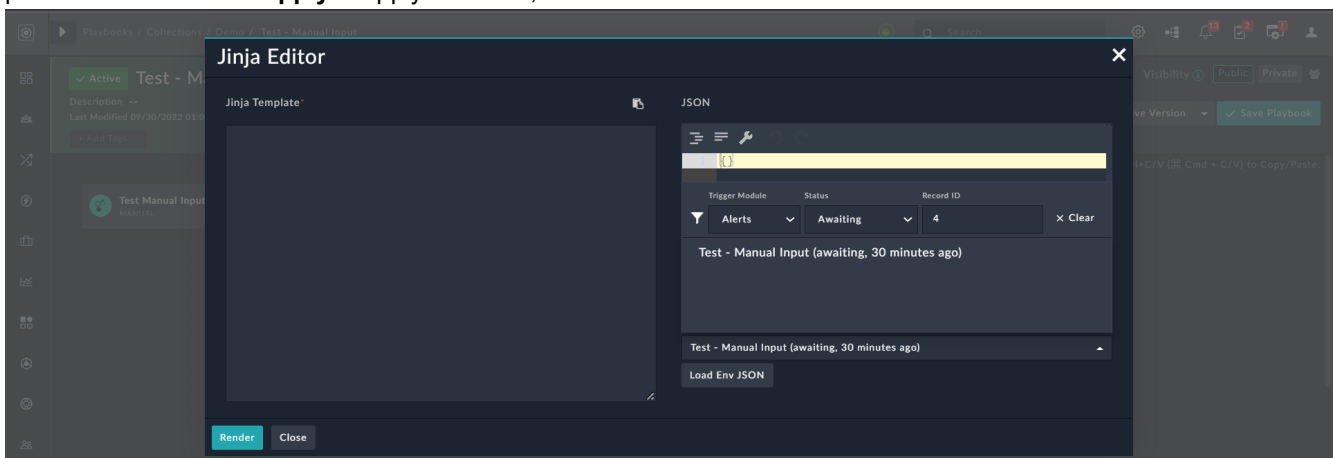 Playbooks / Collections / Demo / Test - Manual Input
Search
13
2
Jinja Editor
Active
Test - M
Description --
Last Modified 09/30/2022 01:0
+ Add Tags
Visibility
Public
Private
ve Version
Save Playbook
Jinja Template*
JSON
l+C/V (⌘ Cmd + C/V) to Copy/Paste.
{}
Trigger Module
Status
Record ID
Alerts
Awaiting
4
× Clear
Test Manual Input
MANUAL
Test - Manual Input (awaiting, 30 minutes ago)
Test - Manual Input (awaiting, 30 minutes ago)
Load Env JSON
Render
Close